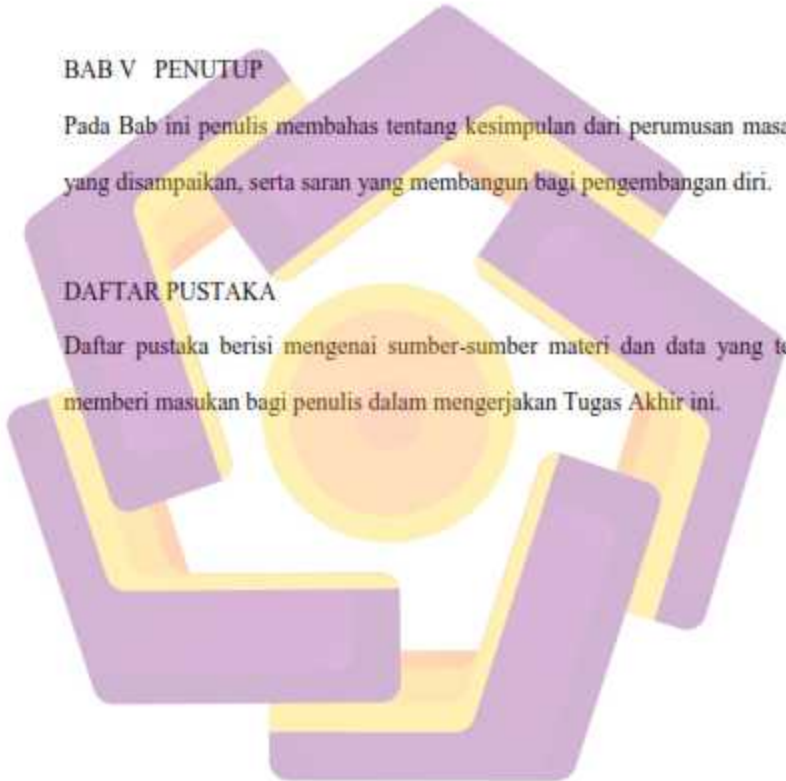 BAB V PENUTUP
Pada Bab ini penulis membahas tentang kesimpulan dari perumusan
yang disampaikan, serta saran yang membangun bagi pengembangan diri.
DAFTAR PUSTAKA
Daftar pustaka berisi mengenai sumber-sumber materi dan data yang
memberi masukan bagi penulis dalam mengerjakan Tugas Akhir ini.